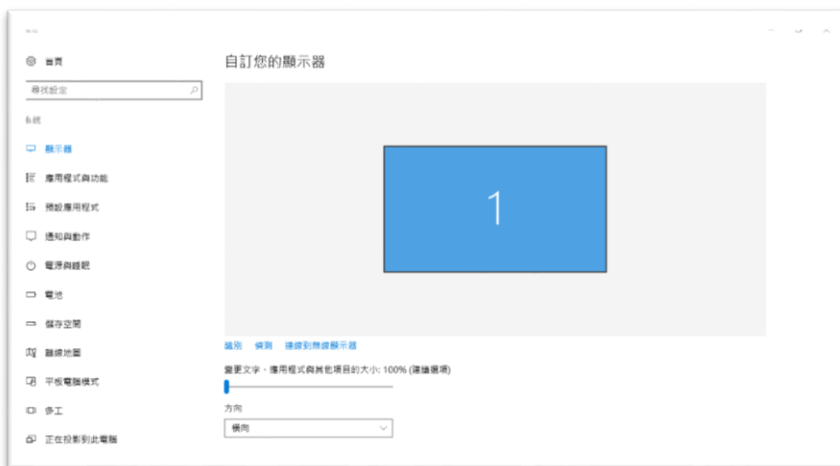 首頁
自訂您的顯示器
尋找設定
系統
顯示器
1
應用程式與功能
預設應用程式
通知與動作
電源與睡眠
電池
儲存空間
離線地圖
識別 偵測 連線到無線顯示器
變更文字、應用程式與其他項目的大小: 100% (建議選項)
平板電腦模式
方向
多工
橫向
正在投影到此電腦